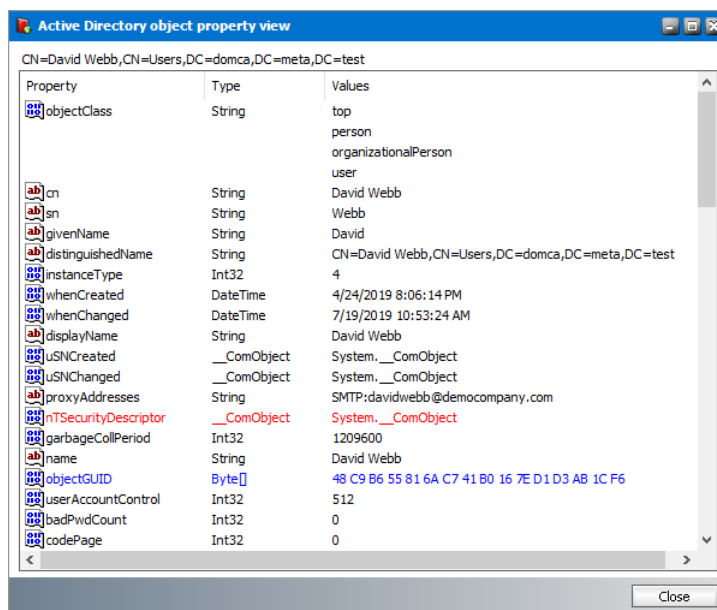 Active Directory object property view
CN=David Webb,CN=Users,DC=domca,DC=meta,DC=test
Property Type Values
objectClass String top
person
organizationalPerson
user
cn String David Webb
sn String Webb
givenName String David
distinguishedName String CN=David Webb,CN=Users,DC=domca,DC=meta,DC=test
instanceType Int32 4
whenCreated DateTime 4/24/2019 8:06:14 PM
whenChanged DateTime 7/19/2019 10:53:24 AM
displayName String David Webb
uSNCreated __ComObject System.__ComObject
uSNChanged __ComObject System.__ComObject
proxyAddresses String SMTP:davidwebb@democompany.com
nTSecurityDescriptor __ComObject System.__ComObject
garbageCollPeriod Int32 1209600
name String David Webb
objectGUID Byte[] 48 C9 B6 55 81 6A C7 41 B0 16 7E D1 D3 AB 1C F6
userAccountControl Int32 512
badPwdCount Int32 0
codePage Int32 0
Close